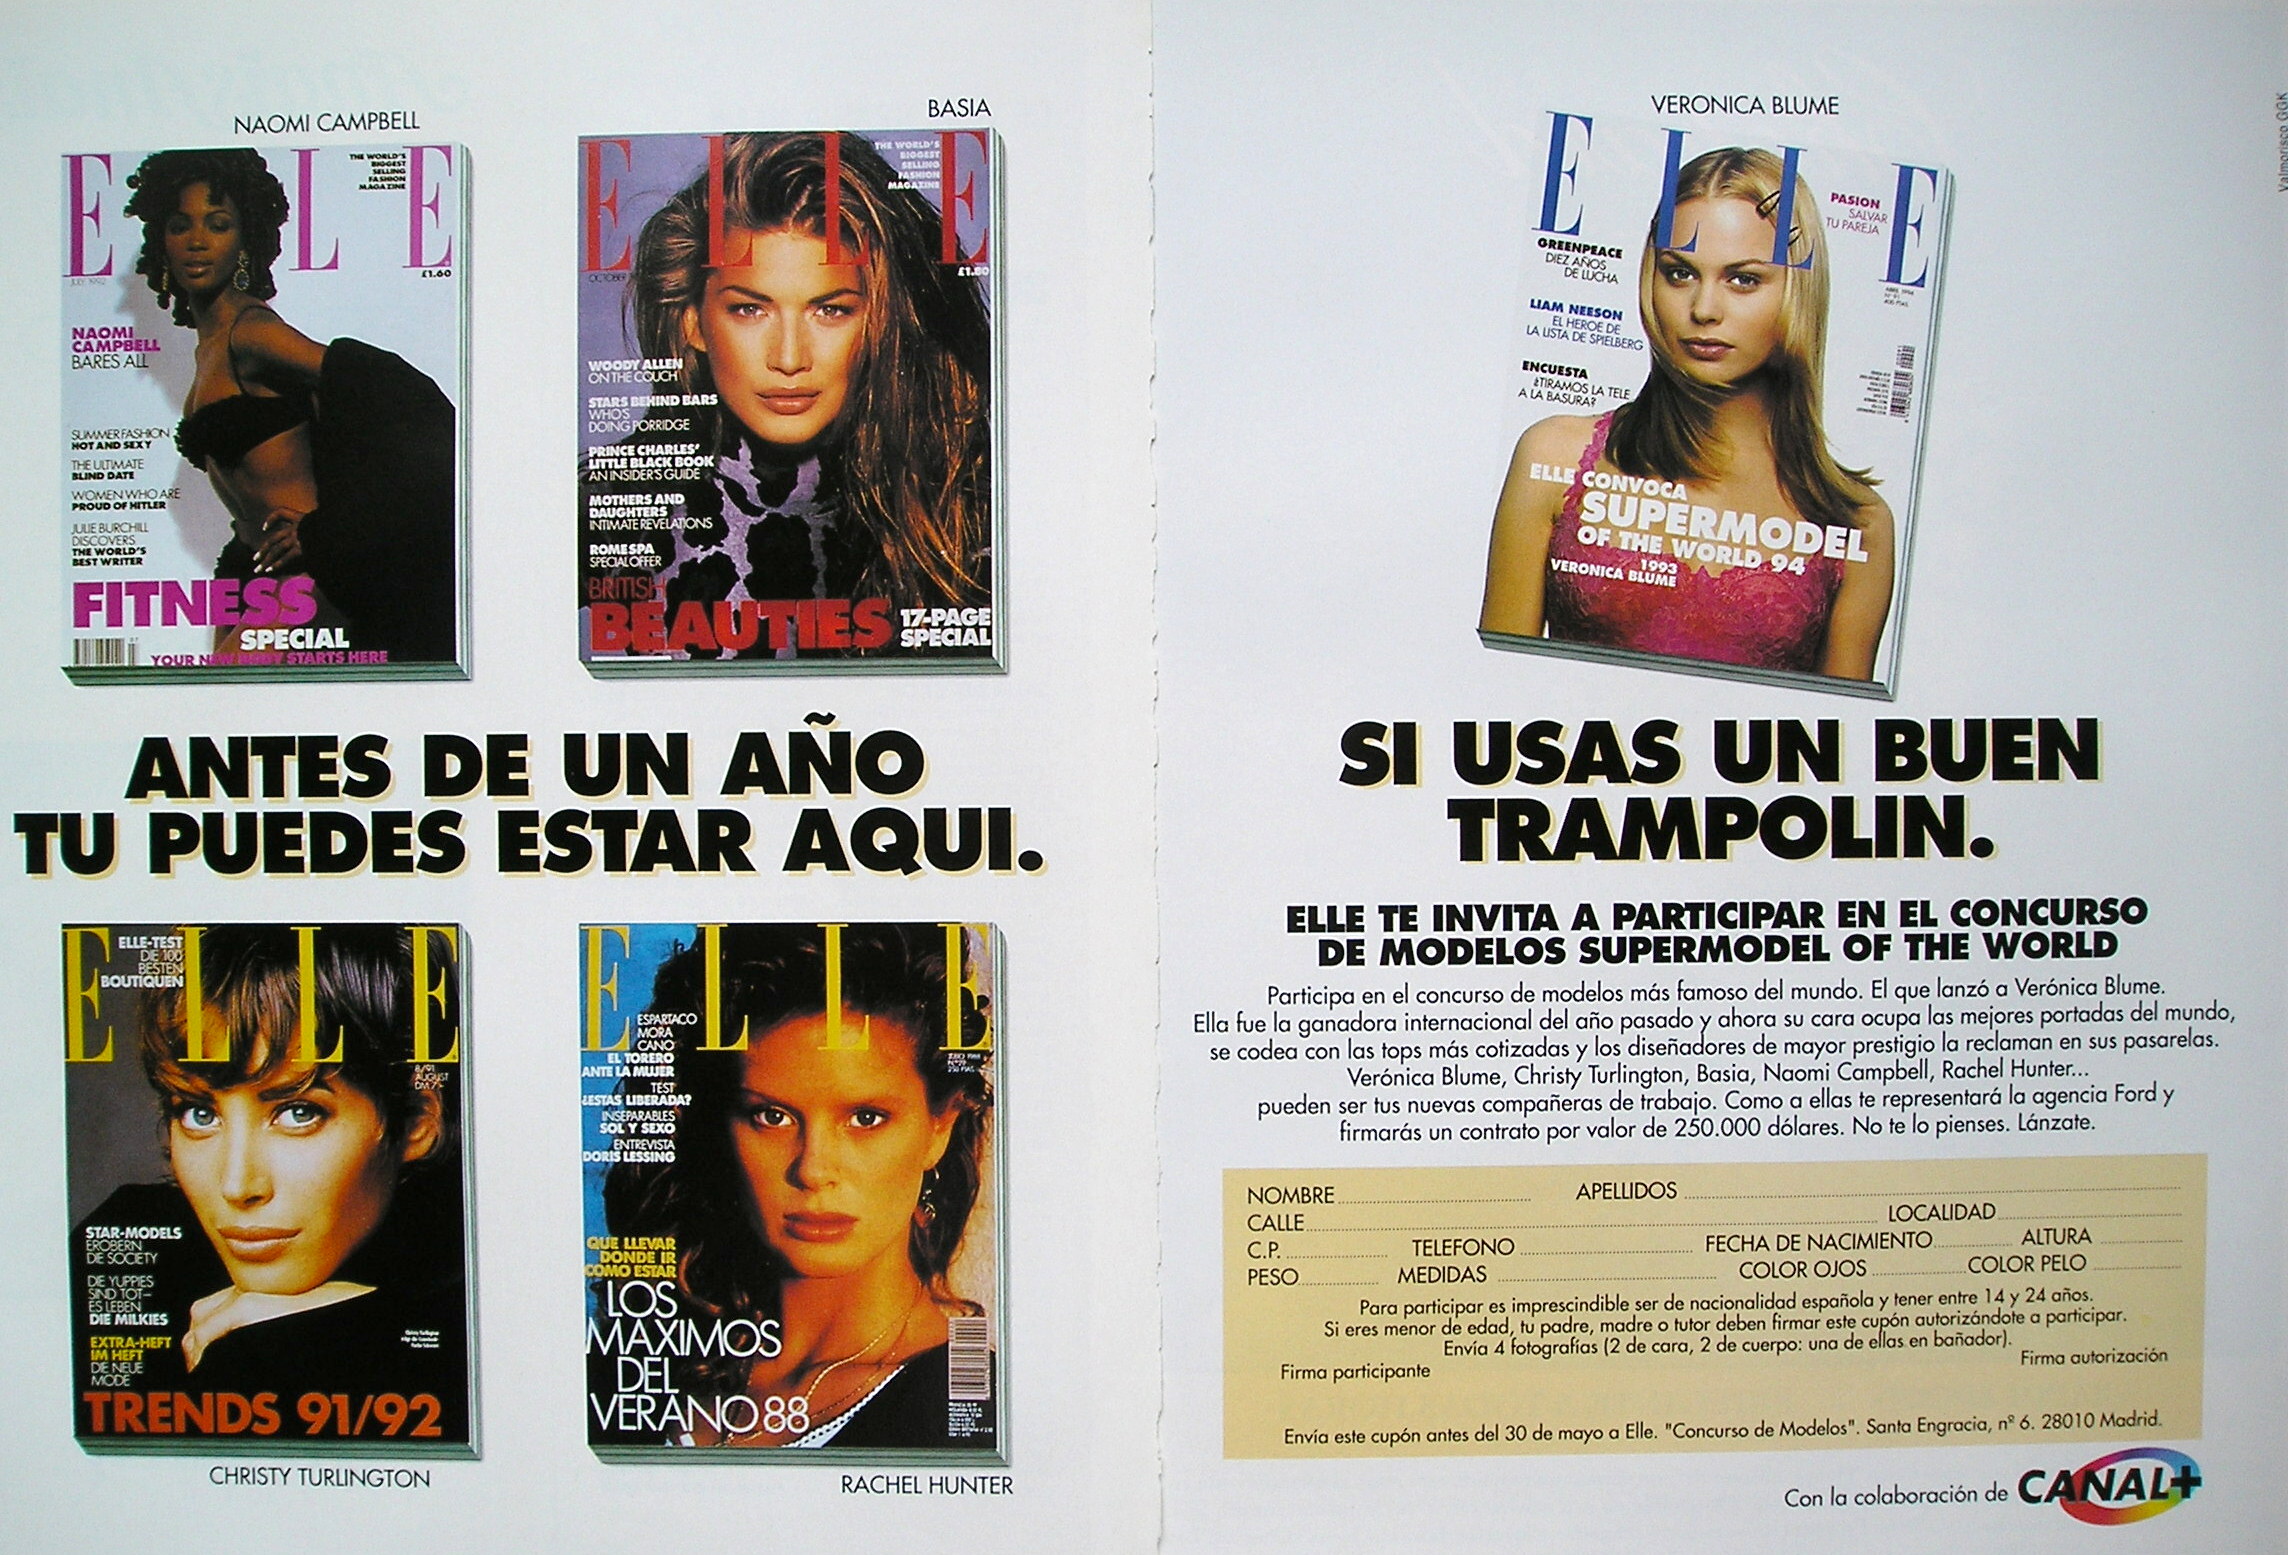 NAOMI CAMPBELL
ELLE
THE WORLD'S
BIGGEST
SELLING
FASHION
MAGAZINE
£1.60
JULY 1992
NAOMI
CAMPBELL
BARES ALL
SUMMER FASHION
HOT AND SEXY
THE ULTIMATE
BLIND DATE
WOMEN WHO ARE
PROUD OF HITLER
JULIE BURCHILL
DISCOVERS
THE WORLD'S
BEST WRITER
FITNESS
SPECIAL
YOUR NEW BODY STARTS HERE
BASIA
ELLE
THE WORLD'S
BIGGEST
SELLING
FASHION
MAGAZINE
£1.80
OCTOBER
WOODY ALLEN
ON THE COUCH
STARS BEHIND BARS
WHO'S
DOING PORRIDGE
PRINCE CHARLES'
LITTLE BLACK BOOK
AN INSIDER'S GUIDE
MOTHERS AND
DAUGHTERS
INTIMATE REVELATIONS
ROME SPA
SPECIAL OFFER
BRITISH
BEAUTIES
17-PAGE
SPECIAL
ANTES DE UN AÑO
TU PUEDES ESTAR AQUI.
ELLE
ELLE-TEST
DIE 100
BESTEN
BOUTIQUEN
8/91
AUGUST
DM 7.-
STAR-MODELS
EROBERN
DIE SOCIETY
DIE YUPPIES
SIND TOT–
ES LEBEN
DIE MILKIES
EXTRA-HEFT
IM HEFT
DIE NEUE
MODE
TRENDS 91/92
CHRISTY TURLINGTON
ELLE
ESPARTACO
MORA
CANO
EL TORERO
ANTE LA MUJER
TEST
¿ESTAS LIBERADA?
INSEPARABLES
SOL Y SEXO
ENTREVISTA
DORIS LESSING
QUE LLEVAR
DONDE IR
COMO ESTAR
LOS
MAXIMOS
DEL
VERANO 88
RACHEL HUNTER
VERONICA BLUME
ELLE
PASION
SALVAR
TU PAREJA
GREENPEACE
DIEZ AÑOS
DE LUCHA
LIAM NEESON
EL HEROE DE
LA LISTA DE SPIELBERG
ENCUESTA
¿TIRAMOS LA TELE
A LA BASURA?
ELLE CONVOCA
SUPERMODEL
OF THE WORLD 94
1993
VERONICA BLUME
SI USAS UN BUEN
TRAMPOLIN.
ELLE TE INVITA A PARTICIPAR EN EL CONCURSO
DE MODELOS SUPERMODEL OF THE WORLD
Participa en el concurso de modelos más famoso del mundo. El que lanzó a Verónica Blume.
Ella fue la ganadora internacional del año pasado y ahora su cara ocupa las mejores portadas del mundo,
se codea con las tops más cotizadas y los diseñadores de mayor prestigio la reclaman en sus pasarelas.
Verónica Blume, Christy Turlington, Basia, Naomi Campbell, Rachel Hunter...
pueden ser tus nuevas compañeras de trabajo. Como a ellas te representará la agencia Ford y
firmarás un contrato por valor de 250.000 dólares. No te lo pienses. Lánzate.
NOMBRE APELLIDOS
CALLE LOCALIDAD
C.P. TELEFONO FECHA DE NACIMIENTO ALTURA
PESO MEDIDAS COLOR OJOS COLOR PELO
Para participar es imprescindible ser de nacionalidad española y tener entre 14 y 24 años.
Si eres menor de edad, tu padre, madre o tutor deben firmar este cupón autorizándote a participar.
Envía 4 fotografías (2 de cara, 2 de cuerpo: una de ellas en bañador).
Firma participante Firma autorización
Envía este cupón antes del 30 de mayo a Elle. "Concurso de Modelos". Santa Engracia, nº 6. 28010 Madrid.
Con la colaboración de CANAL+